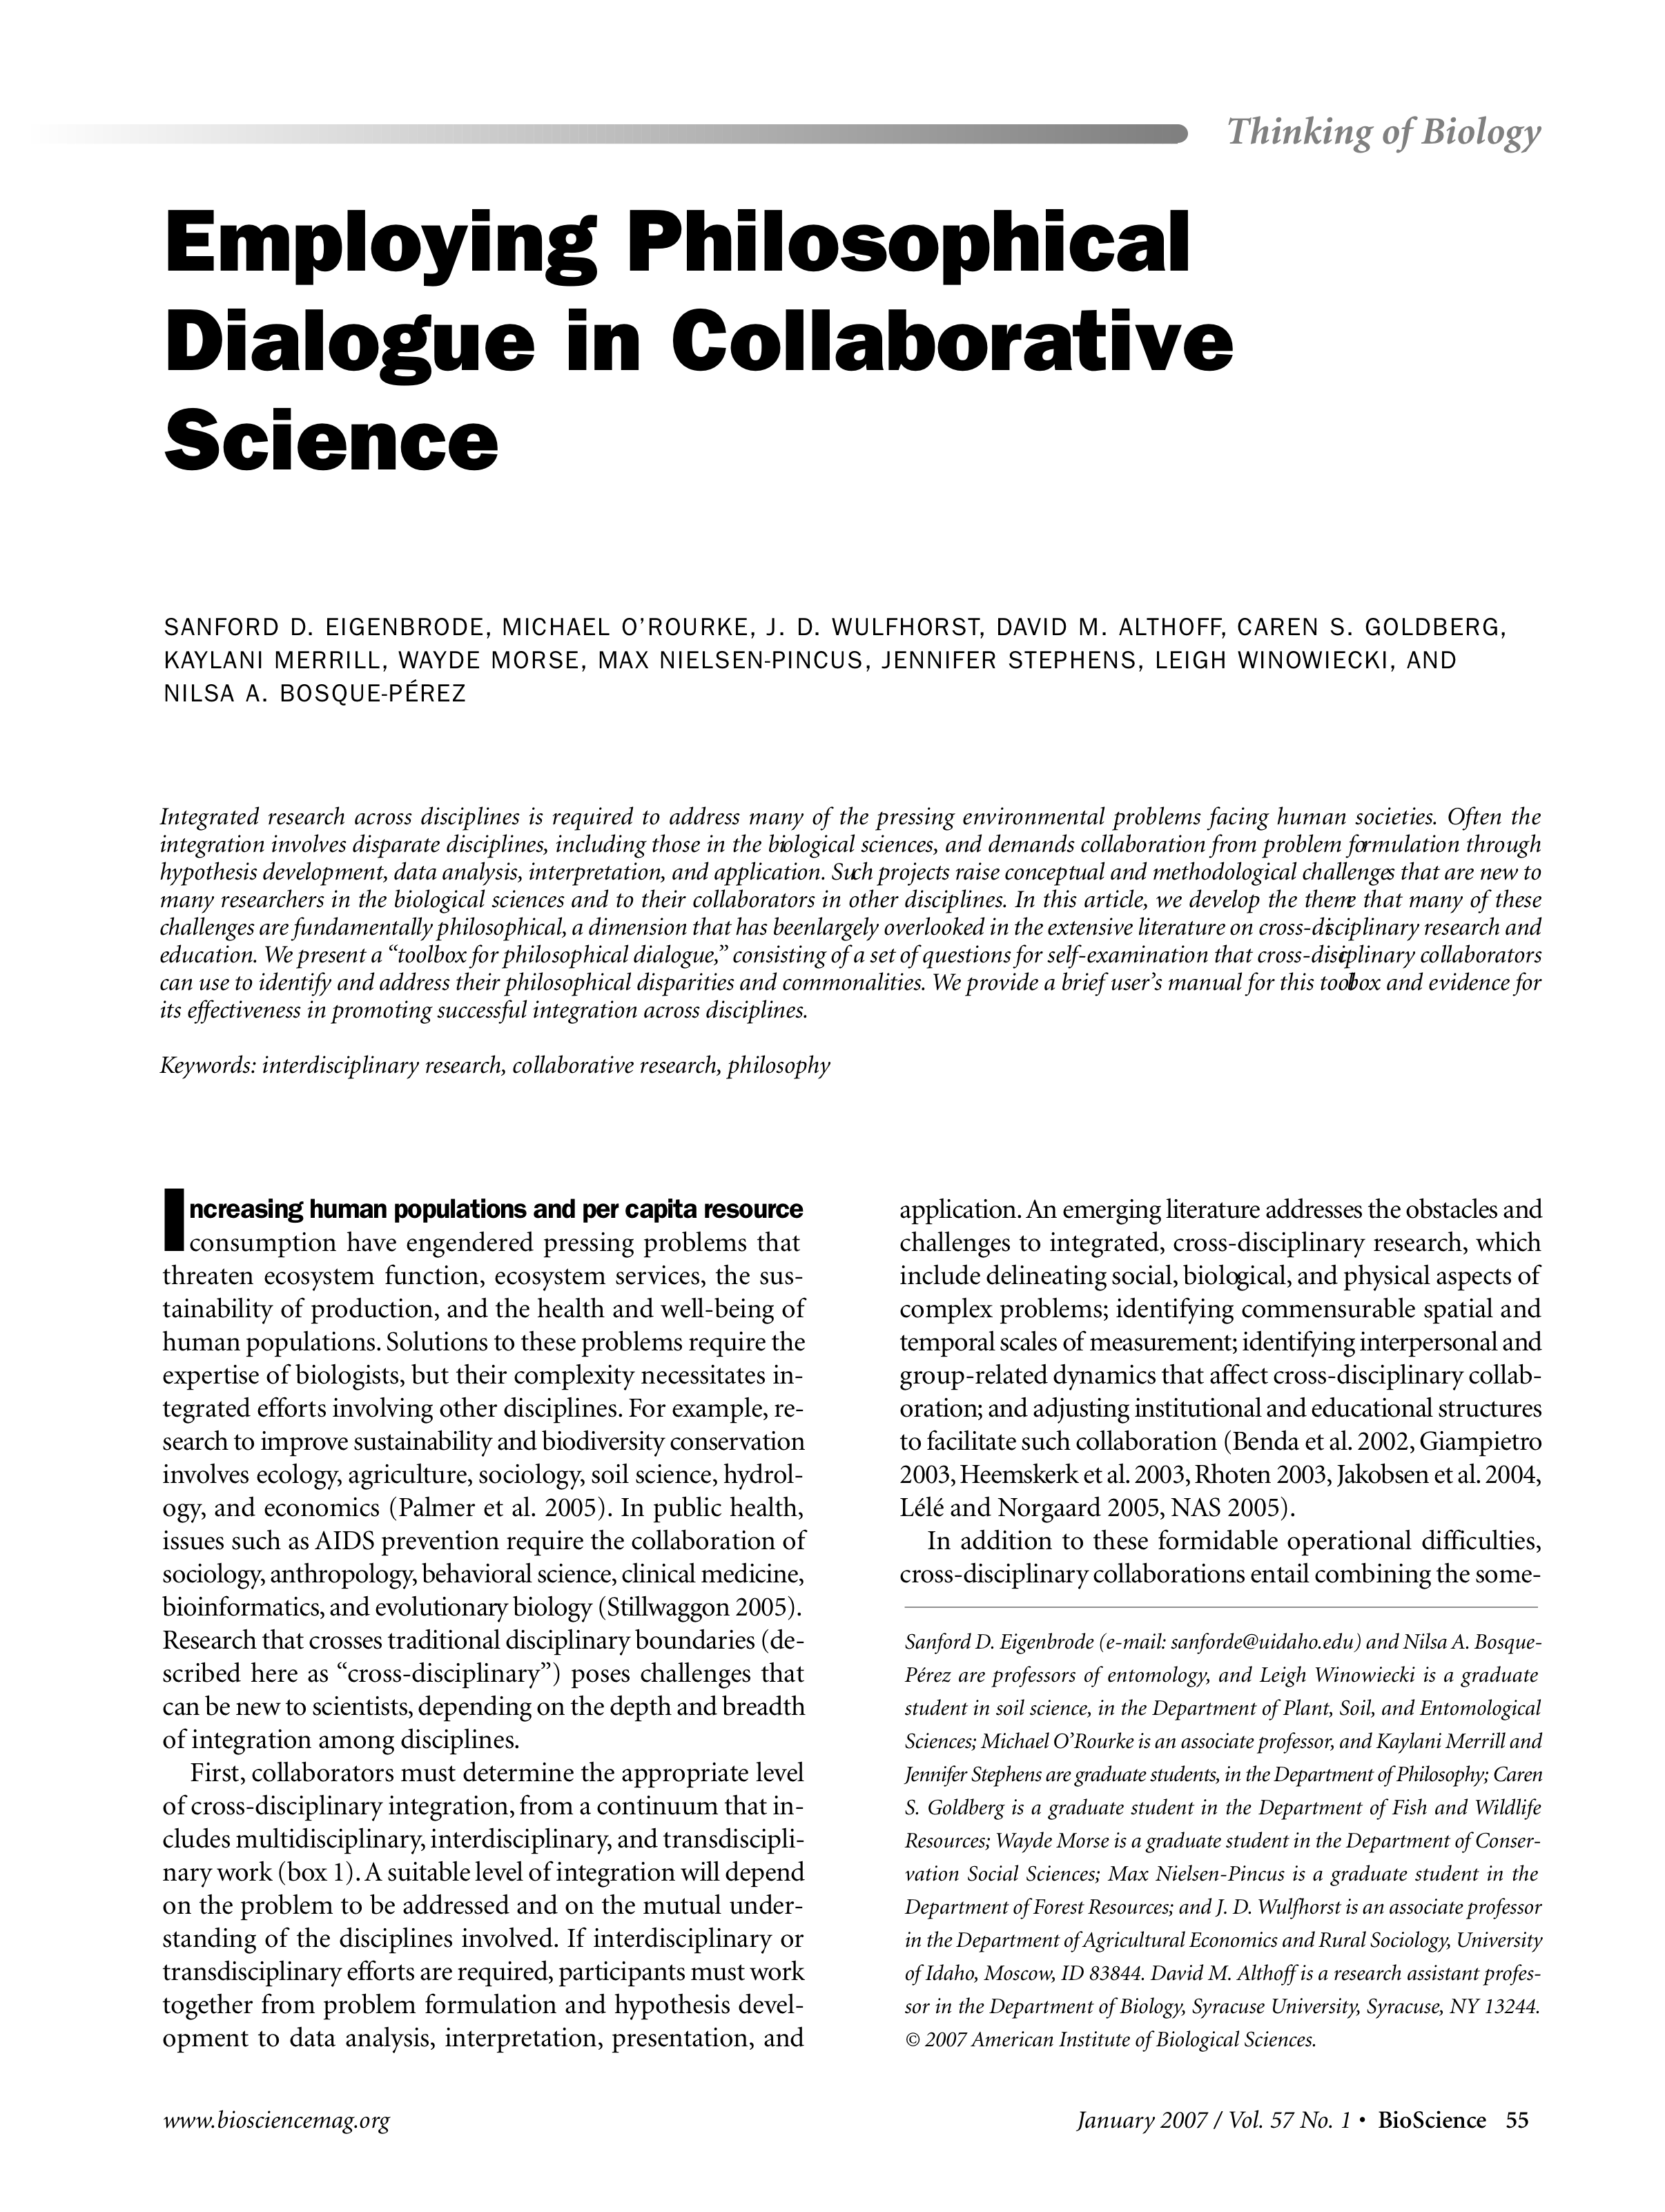 Thinking of Biology
Employing Philosophical
Dialogue in Collaborative
Science
SANFORD D. EIGENBRODE, MICHAEL O’ROURKE, J. D. WULFHORST, DAVID M. ALTHOFF, CAREN S. GOLDBERG,
KAYLANI MERRILL, WAYDE MORSE, MAX NIELSEN-PINCUS, JENNIFER STEPHENS, LEIGH WINOWIECKI, AND
NILSA A. BOSQUE-PÉREZ
Integrated research across disciplines is required to address many of the pressing environmental problems facing human societies. Often the
integration involves disparate disciplines, including those in the biological sciences, and demands collaboration from problem formulation through
hypothesis development, data analysis, interpretation, and application. Such projects raise conceptual and methodological challenges that are new to
many researchers in the biological sciences and to their collaborators in other disciplines. In this article, we develop the theme that many of these
challenges are fundamentally philosophical, a dimension that has beenlargely overlooked in the extensive literature on cross-disciplinary research and
education. We present a “toolbox for philosophical dialogue,” consisting of a set of questions for self-examination that cross-disciplinary collaborators
can use to identify and address their philosophical disparities and commonalities. We provide a brief user’s manual for this toolbox and evidence for
its effectiveness in promoting successful integration across disciplines.
Keywords: interdisciplinary research, collaborative research, philosophy
Increasing human populations and per capita resource
consumption have engendered pressing problems that
threaten ecosystem function, ecosystem services, the sus-
tainability of production, and the health and well-being of
human populations. Solutions to these problems require the
expertise of biologists, but their complexity necessitates in-
tegrated efforts involving other disciplines. For example, re-
search to improve sustainability and biodiversity conservation
involves ecology, agriculture, sociology, soil science, hydrol-
ogy, and economics (Palmer et al. 2005). In public health,
issues such as AIDS prevention require the collaboration of
sociology, anthropology, behavioral science, clinical medicine,
bioinformatics, and evolutionary biology (Stillwaggon 2005).
Research that crosses traditional disciplinary boundaries (de-
scribed here as “cross-disciplinary”) poses challenges that
can be new to scientists, depending on the depth and breadth
of integration among disciplines.
First, collaborators must determine the appropriate level
of cross-disciplinary integration, from a continuum that in-
cludes multidisciplinary, interdisciplinary, and transdiscipli-
nary work (box 1). A suitable level of integration will depend
on the problem to be addressed and on the mutual under-
standing of the disciplines involved. If interdisciplinary or
transdisciplinary efforts are required, participants must work
together from problem formulation and hypothesis devel-
opment to data analysis, interpretation, presentation, and
application. An emerging literature addresses the obstacles and
challenges to integrated, cross-disciplinary research, which
include delineating social, biological, and physical aspects of
complex problems; identifying commensurable spatial and
temporal scales of measurement; identifying interpersonal and
group-related dynamics that affect cross-disciplinary collab-
oration; and adjusting institutional and educational structures
to facilitate such collaboration (Benda et al. 2002, Giampietro
2003, Heemskerk et al. 2003, Rhoten 2003, Jakobsen et al. 2004,
Lélé and Norgaard 2005, NAS 2005).
In addition to these formidable operational difficulties,
cross-disciplinary collaborations entail combining the some-
Sanford D. Eigenbrode (e-mail: sanforde@uidaho.edu) and Nilsa A. Bosque-
Pérez are professors of entomology, and Leigh Winowiecki is a graduate
student in soil science, in the Department of Plant, Soil, and Entomological
Sciences; Michael O’Rourke is an associate professor, and Kaylani Merrill and
Jennifer Stephens are graduate students, in the Department of Philosophy; Caren
S. Goldberg is a graduate student in the Department of Fish and Wildlife
Resources; Wayde Morse is a graduate student in the Department of Conser-
vation Social Sciences; Max Nielsen-Pincus is a graduate student in the
Department of Forest Resources; and J. D. Wulfhorst is an associate professor
in the Department of Agricultural Economics and Rural Sociology, University
of Idaho, Moscow, ID 83844. David M. Althoff is a research assistant profes-
sor in the Department of Biology, Syracuse University, Syracuse, NY 13244.
© 2007 American Institute of Biological Sciences.
www.biosciencemag.org
January 2007 / Vol. 57 No. 1 • BioScience 55